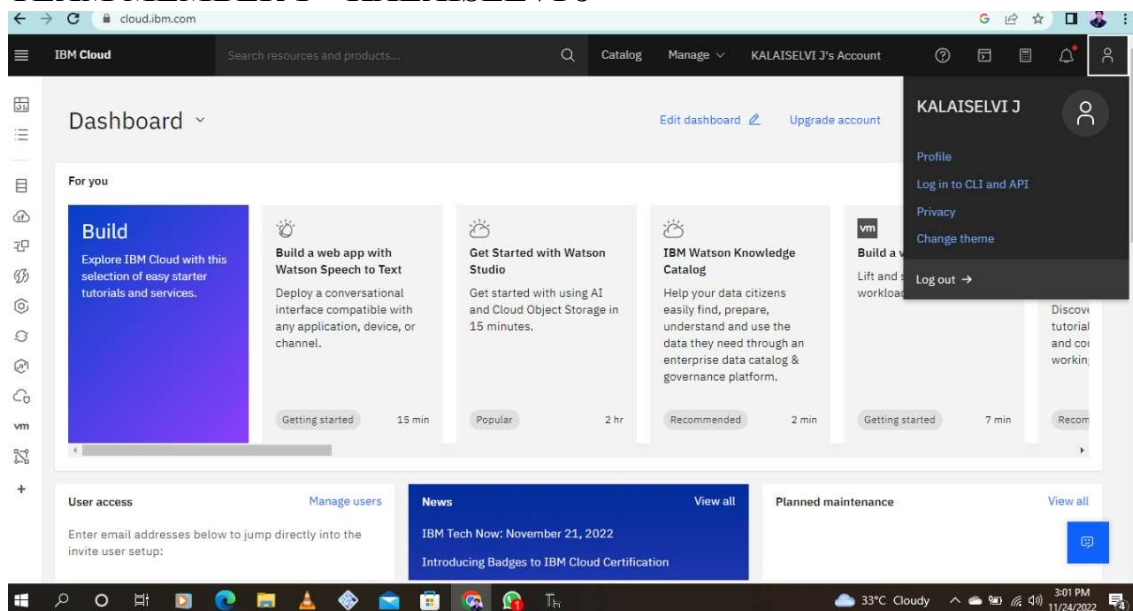 cloud.ibm.com
IBM Cloud
Search resources and products...
Catalog
Manage
KALAISELVI J's Account
Dashboard
Edit dashboard
Upgrade account
KALAISELVI J
Profile
Log in to CLI and API
Privacy
Change theme
Log out →
For you
Build
Explore IBM Cloud with this
selection of easy starter
tutorials and services.
Build a web app with
Watson Speech to Text
Deploy a conversational
interface compatible with
any application, device, or
channel.
Getting started
15 min
Get Started with Watson
Studio
Get started with using AI
and Cloud Object Storage in
15 minutes.
Popular
2 hr
IBM Watson Knowledge
Catalog
Help your data citizens
easily find, prepare,
understand and use the
data they need through an
enterprise data catalog &
governance platform.
Recommended
2 min
vm
Build a
Lift and
Getting started
7 min
vm
User access
Manage users
Enter email addresses below to jump directly into the
invite user setup:
News
View all
IBM Tech Now: November 21, 2022
Introducing Badges to IBM Cloud Certification
Planned maintenance
View all
33°C Cloudy
3:01 PM
11/24/2022